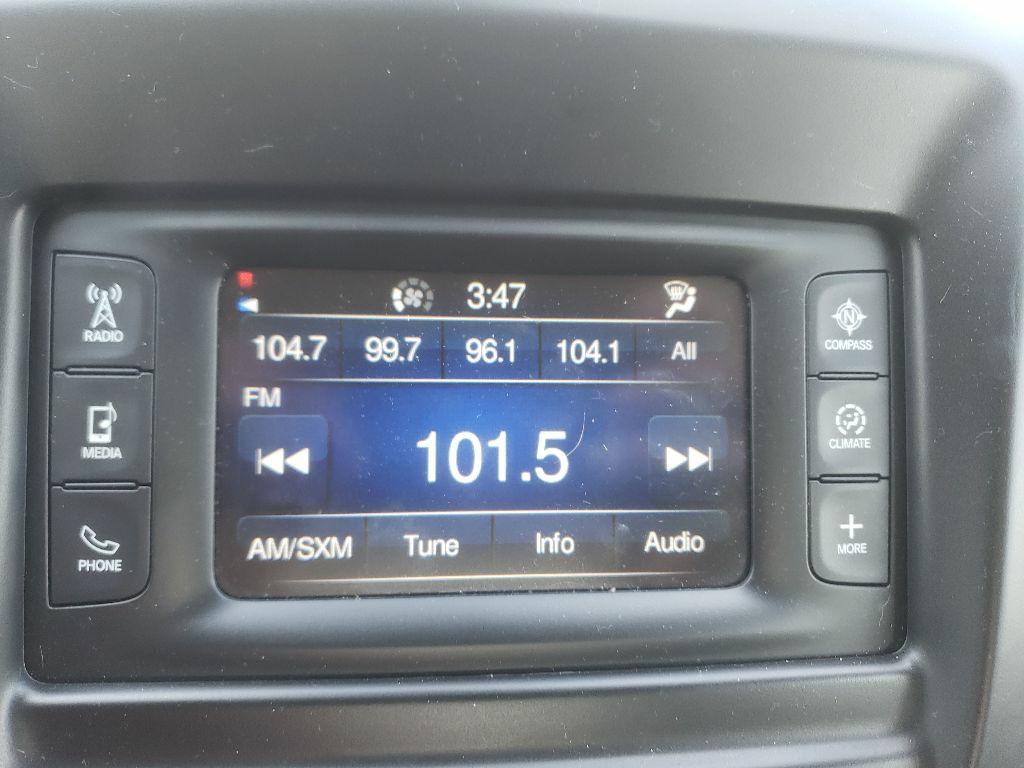 3:47
104.7 99.7 96.1 104.1 All
FM
101.5
AM/SXM Tune Info Audio
RADIO
MEDIA
PHONE
N
COMPASS
CLIMATE
MORE